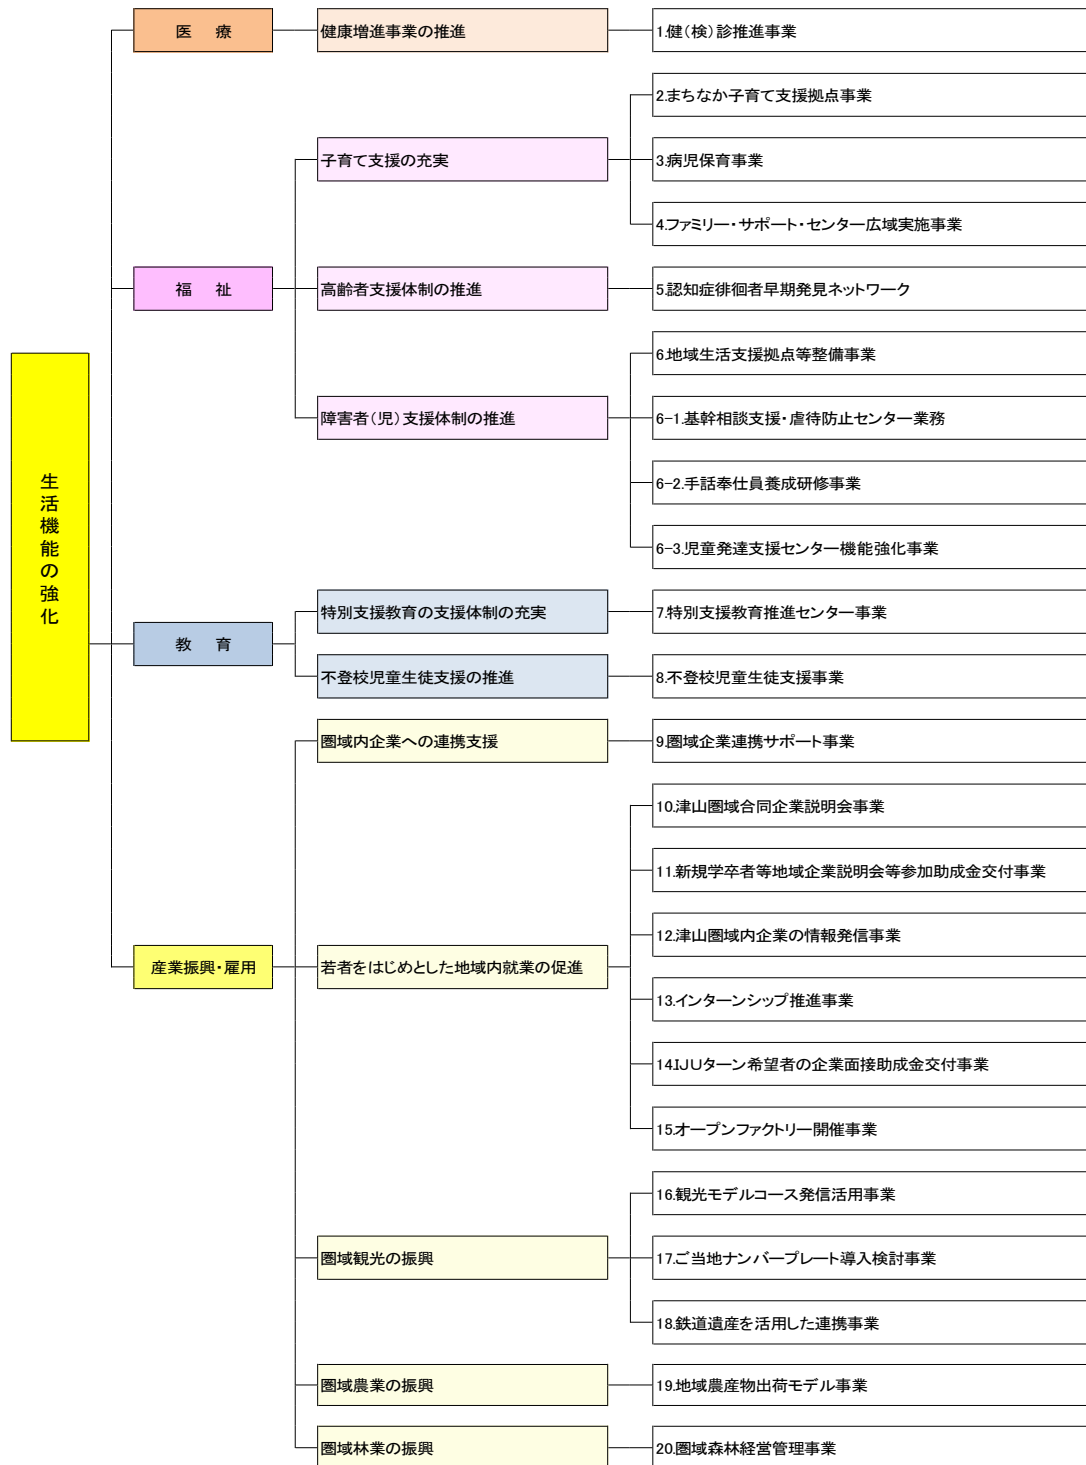 生活機能の強化
医　療
健康増進事業の推進
1.健（検）診推進事業
福　祉
子育て支援の充実
2.まちなか子育て支援拠点事業
3.病児保育事業
4.ファミリー・サポート・センター広域実施事業
高齢者支援体制の推進
5.認知症徘徊者早期発見ネットワーク
障害者（児）支援体制の推進
6.地域生活支援拠点等整備事業
6-1.基幹相談支援・虐待防止センター業務
6-2.手話奉仕員養成研修事業
6-3.児童発達支援センター機能強化事業
教　育
特別支援教育の支援体制の充実
7.特別支援教育推進センター事業
不登校児童生徒支援の推進
8.不登校児童生徒支援事業
産業振興・雇用
圏域内企業への連携支援
9.圏域企業連携サポート事業
若者をはじめとした地域内就業の促進
10.津山圏域合同企業説明会事業
11.新規学卒者等地域企業説明会等参加助成金交付事業
12.津山圏域内企業の情報発信事業
13.インターンシップ推進事業
14.IJUターン希望者の企業面接助成金交付事業
15.オープンファクトリー開催事業
圏域観光の振興
16.観光モデルコース発信活用事業
17.ご当地ナンバープレート導入検討事業
18.鉄道遺産を活用した連携事業
圏域農業の振興
19.地域農産物出荷モデル事業
圏域林業の振興
20.圏域森林経営管理事業